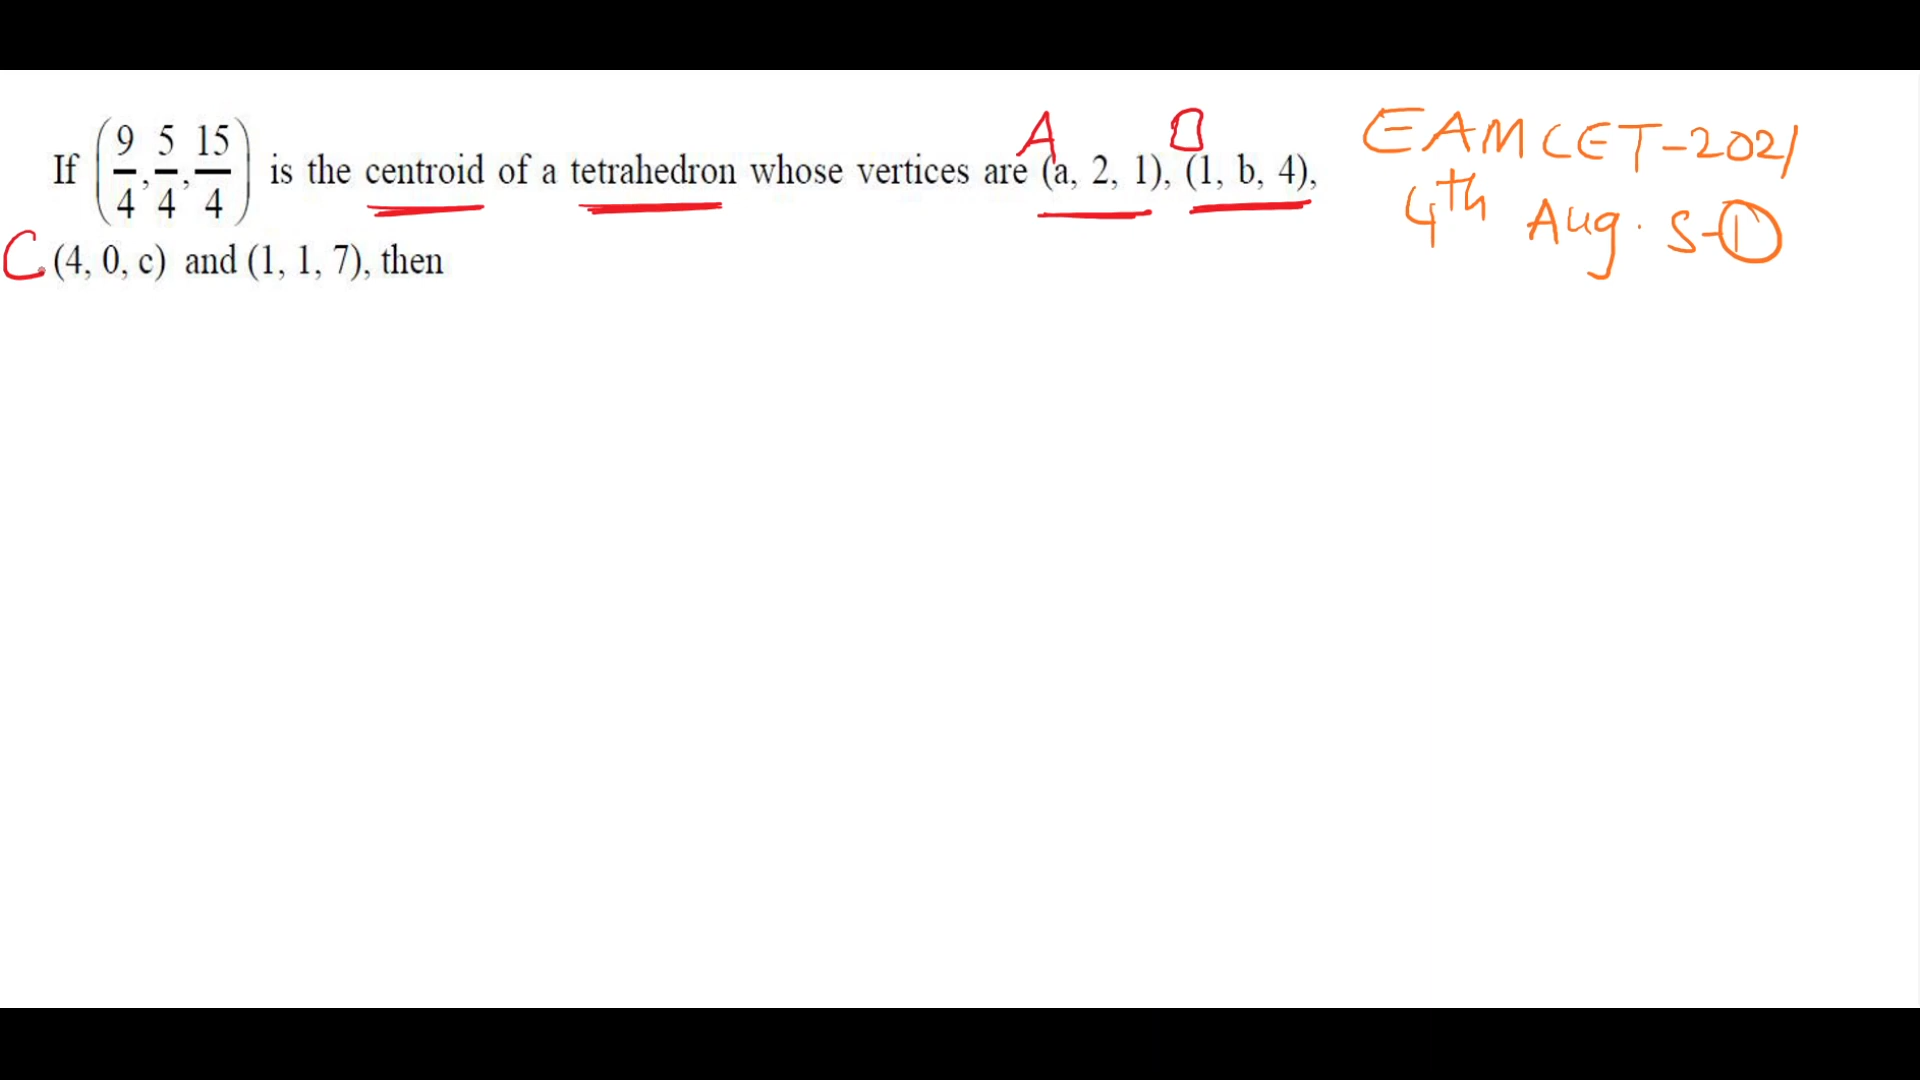 If (9/4, 5/4, 15/4) is the centroid of a tetrahedron whose vertices are (a, 2, 1), (1, b, 4),
(4, 0, c) and (1, 1, 7), then
A
B
C
EAMCET-2021
4th Aug. S-1